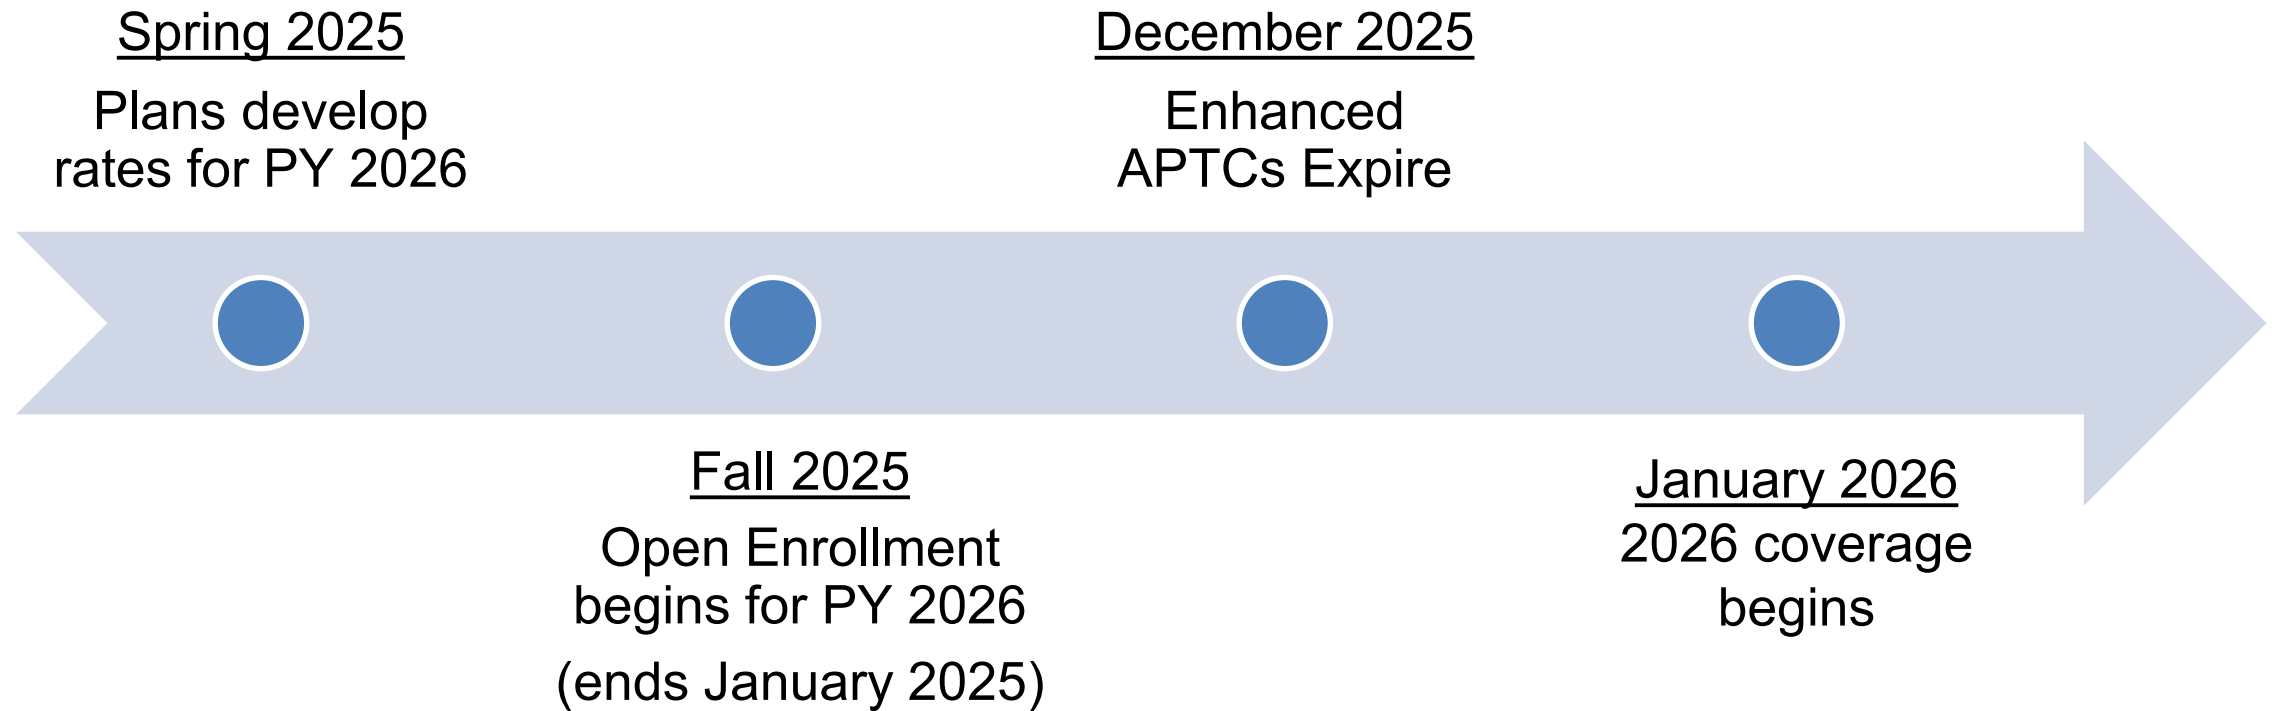 Spring 2025
Plans develop
rates for PY 2026
Fall 2025
Open Enrollment
begins for PY 2026
(ends January 2025)
December 2025
Enhanced
APTCs Expire
January 2026
2026 coverage
begins